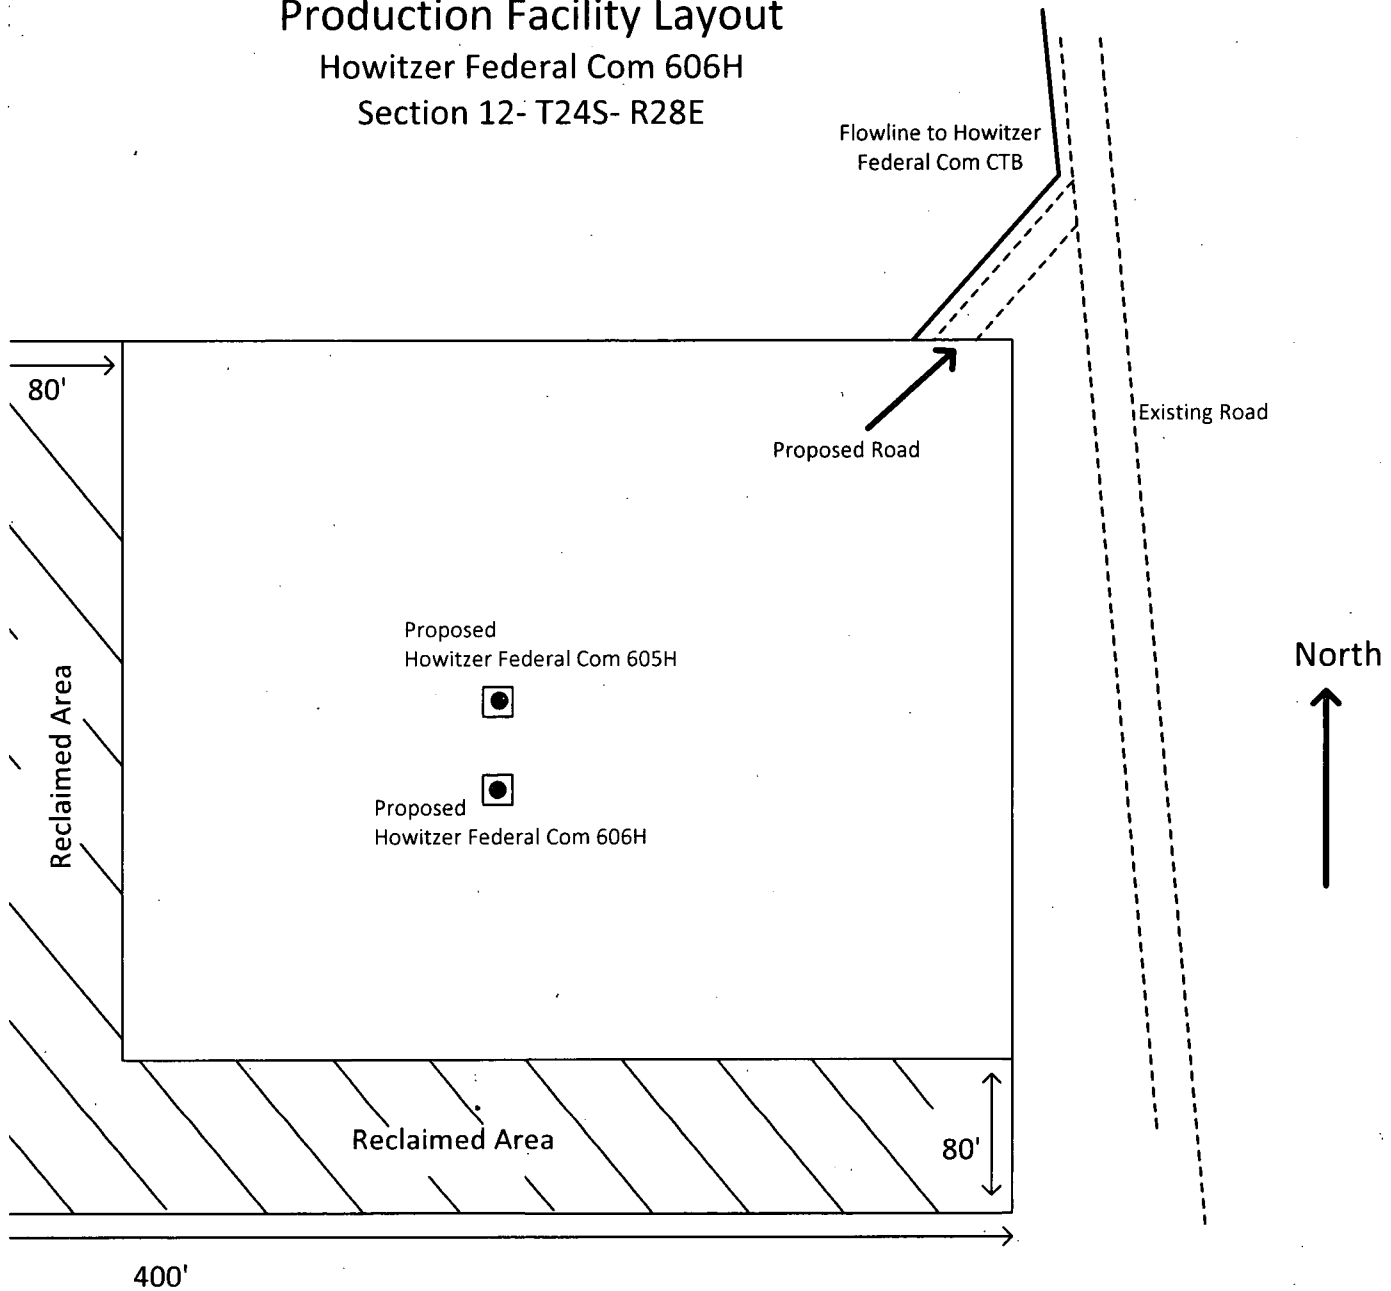 Production Facility Layout
Howitzer Federal Com 606H
Section 12- T24S- R28E
Flowline to Howitzer
Federal Com CTB
80'
Existing Road
Proposed Road
Proposed
Howitzer Federal Com 605H
North
Reclaimed Area
Proposed
Howitzer Federal Com 606H
Reclaimed Area
80'
400'